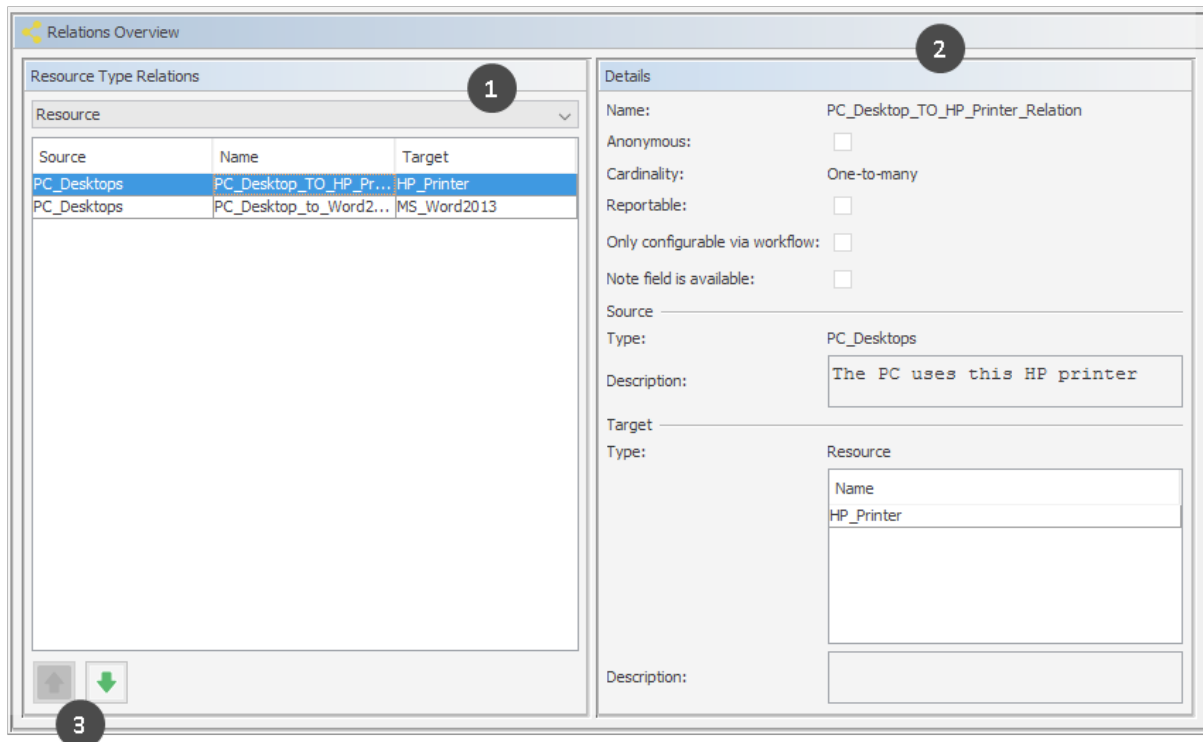 Relations Overview
2
Resource Type Relations
1
Resource
Source Name Target
PC_Desktops PC_Desktop_TO_HP_Pr... HP_Printer
PC_Desktops PC_Desktop_to_Word2... MS_Word2013
3
Details
Name: PC_Desktop_TO_HP_Printer_Relation
Anonymous:
Cardinality: One-to-many
Reportable:
Only configurable via workflow:
Note field is available:
Source
Type: PC_Desktops
Description: The PC uses this HP printer
Target
Type: Resource
Name
HP_Printer
Description: